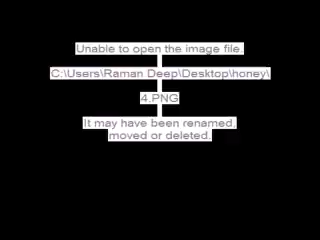 Unable to open the image file.
C:\Users\Raman Deep\Desktop\honey\
4.PNG
It may have been renamed,
moved or deleted.